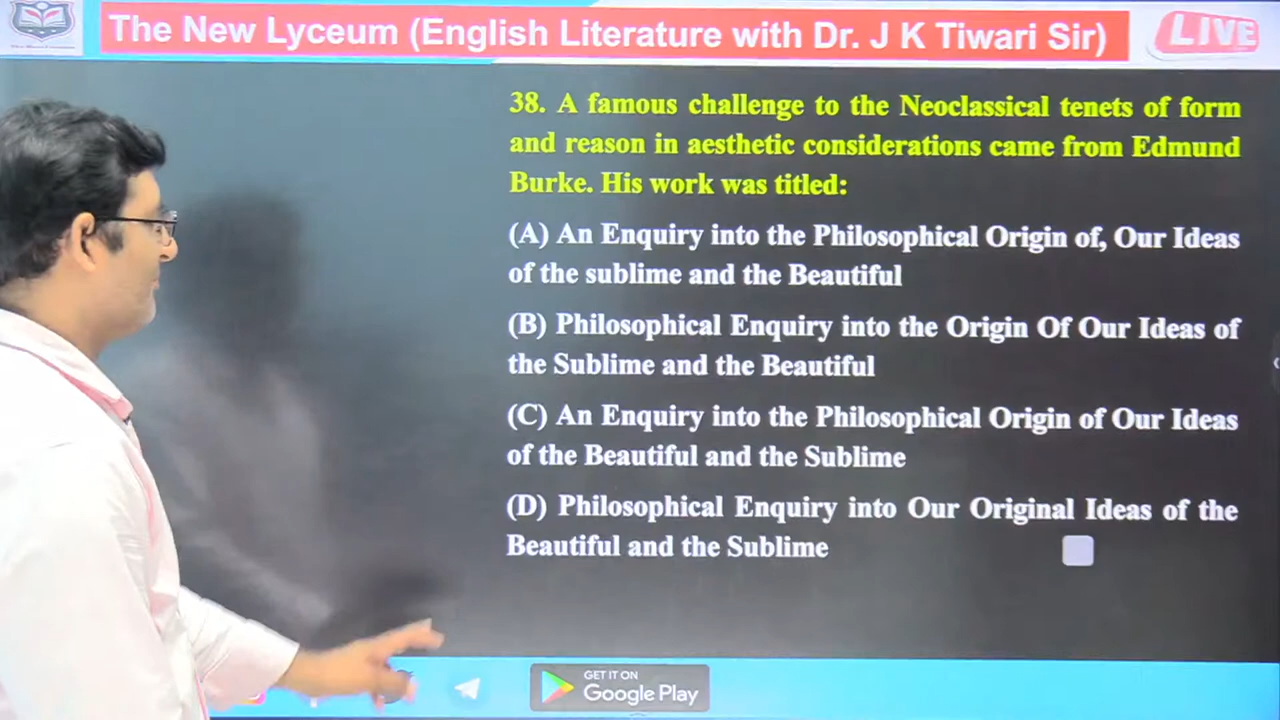 The New Lyceum (English Literature with Dr. J K Tiwari Sir)
LIVE
38. A famous challenge to the Neoclassical tenets of form
and reason in aesthetic considerations came from Edmund
Burke. His work was titled:
(A) An Enquiry into the Philosophical Origin of, Our Ideas
of the sublime and the Beautiful
(B) Philosophical Enquiry into the Origin Of Our Ideas of
the Sublime and the Beautiful
(C) An Enquiry into the Philosophical Origin of Our Ideas
of the Beautiful and the Sublime
(D) Philosophical Enquiry into Our Original Ideas of the
Beautiful and the Sublime
GET IT ON
Google Play